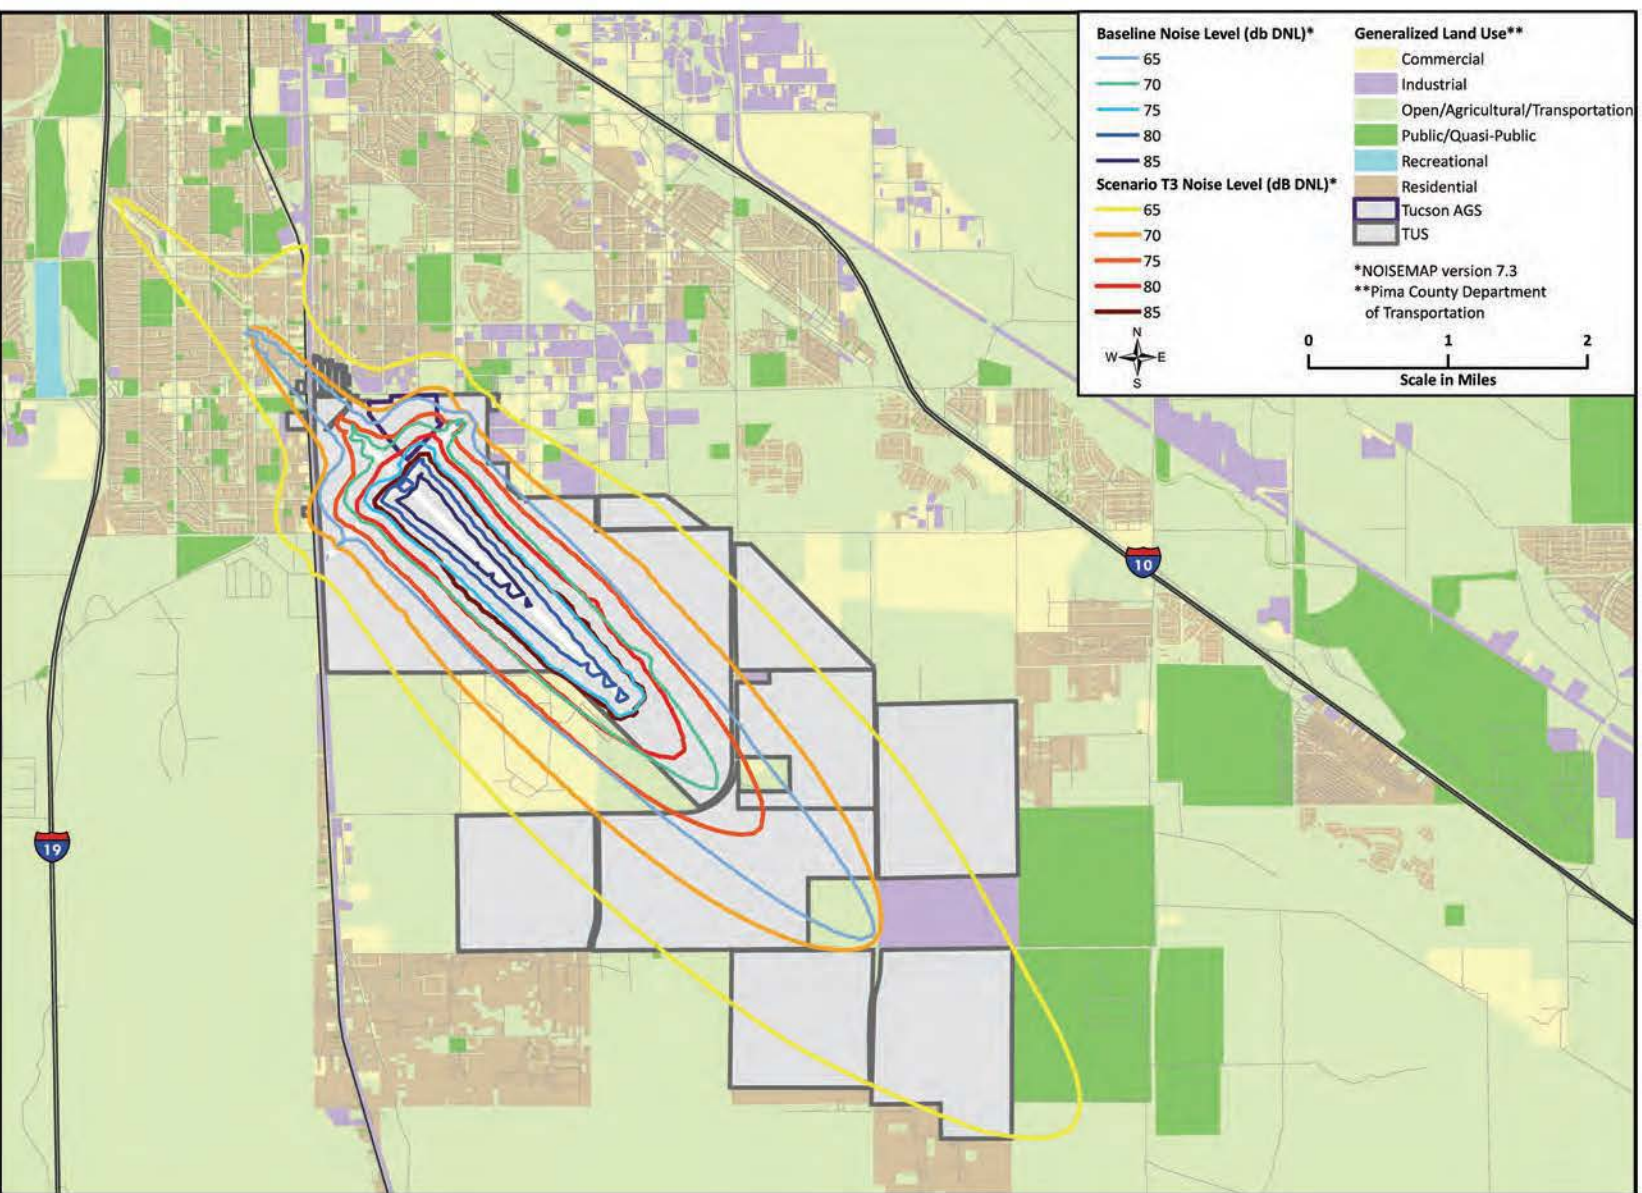 Baseline Noise Level (db DNL)*
65
70
75
80
85
Scenario T3 Noise Level (dB DNL)*
65
70
75
80
85
Generalized Land Use**
Commercial
Industrial
Open/Agricultural/Transportation
Public/Quasi-Public
Recreational
Residential
Tucson AGS
TUS
*NOISEMAP version 7.3
**Pima County Department
of Transportation
N
W E
S
0 1 2
Scale in Miles
10
19